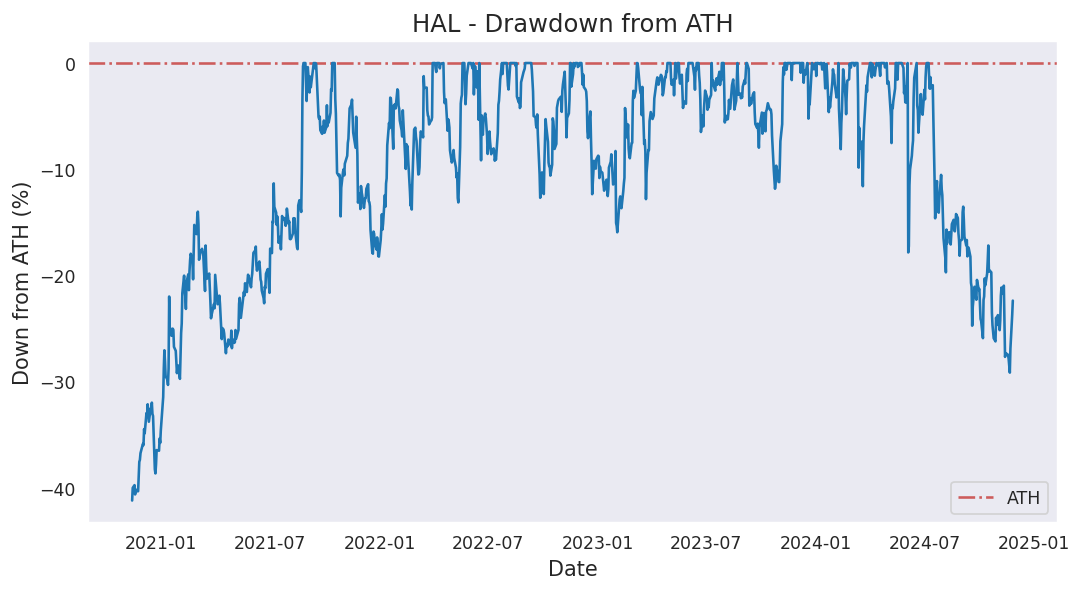 HAL - Drawdown from ATH
Down from ATH (%)
0
−10
−20
−30
−40
ATH
2021-01 2021-07 2022-01 2022-07 2023-01 2023-07 2024-01 2024-07 2025-01
Date